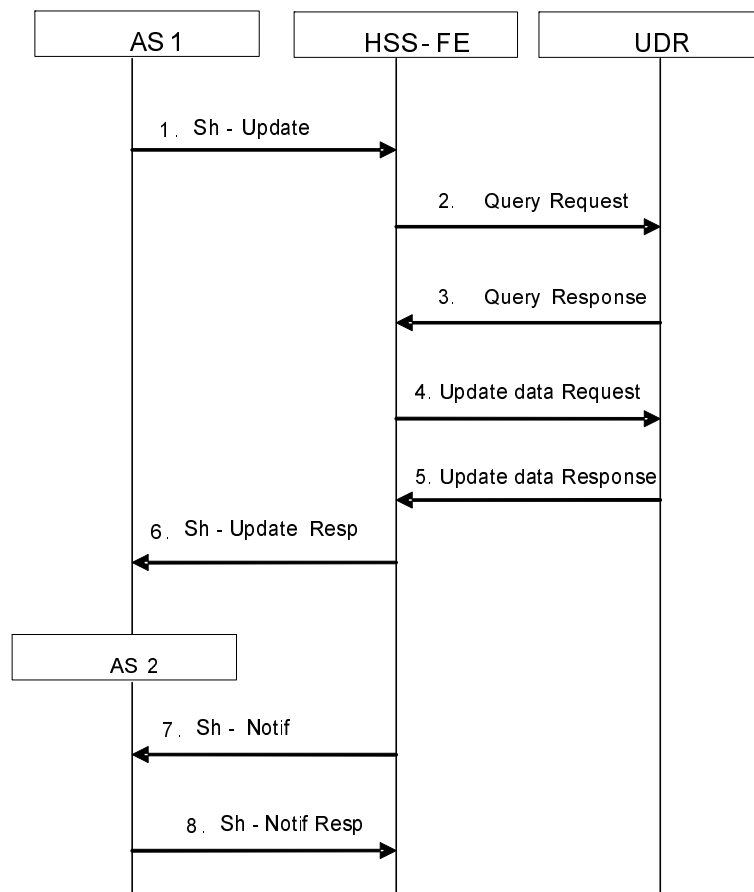 AS 1
HSS-FE
UDR
1. Sh - Update
2. Query Request
3. Query Response
4. Update data Request
5. Update data Response
6. Sh - Update Resp
AS 2
7. Sh - Notif
8. Sh - Notif Resp